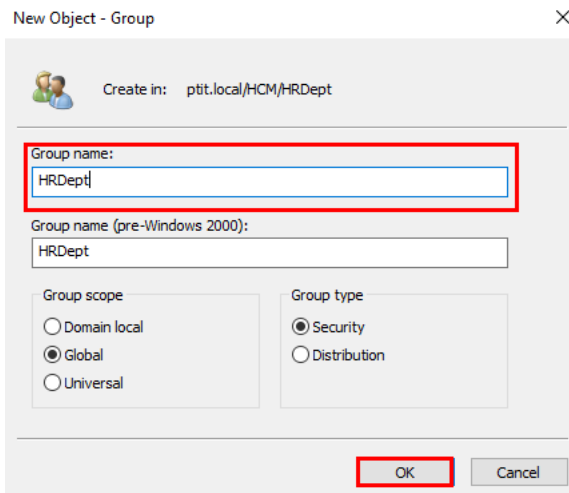 New Object - Group
Create in: ptit.local/HCM/HRDept
Group name:
HRDept
Group name (pre-Windows 2000):
HRDept
Group scope
Domain local
Global
Universal
Group type
Security
Distribution
OK
Cancel